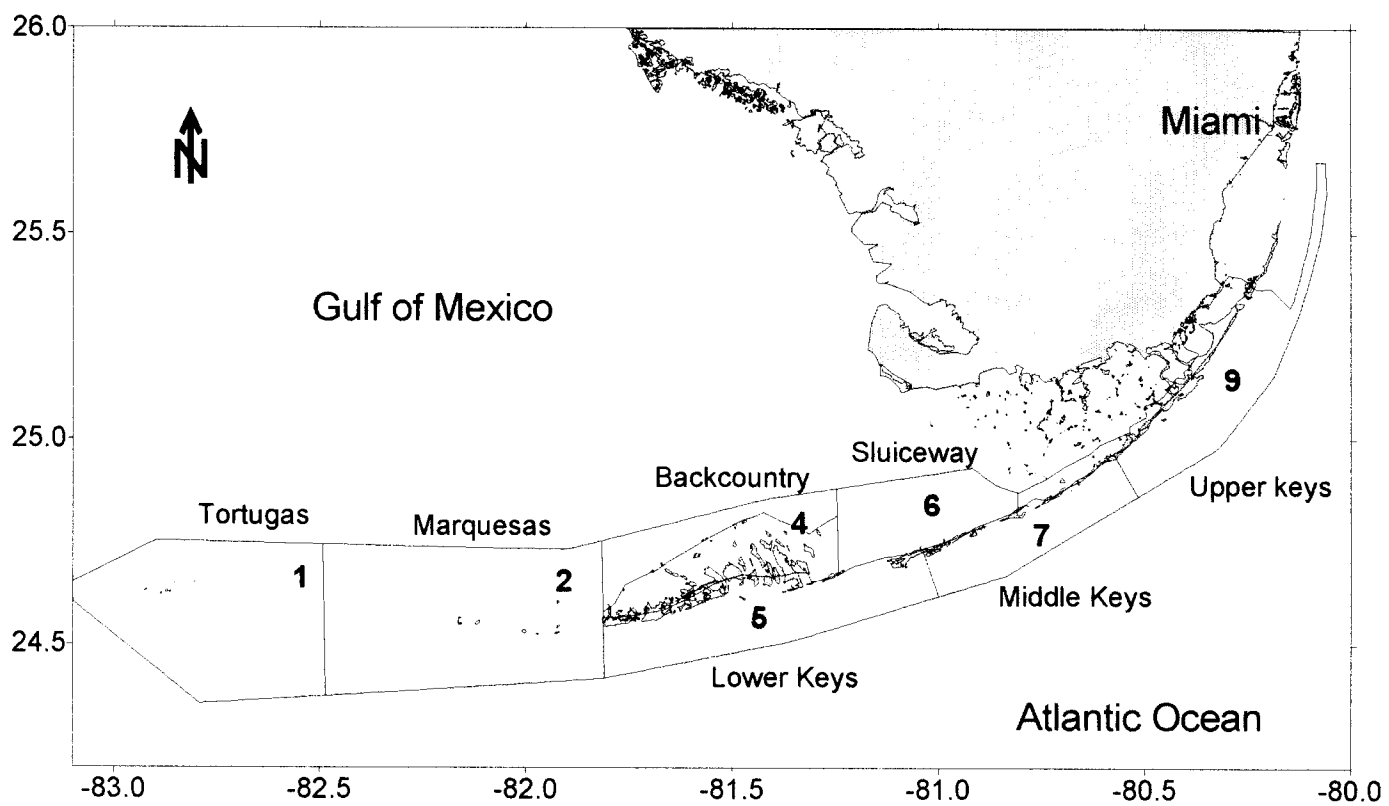 26.0
N
Miami
25.5
Gulf of Mexico
9
25.0
Sluiceway
Backcountry
Upper keys
6
4
Tortugas
Marquesas
7
1
2
Middle Keys
5
24.5
Lower Keys
Atlantic Ocean
-83.0 -82.5 -82.0 -81.5 -81.0 -80.5 -80.0